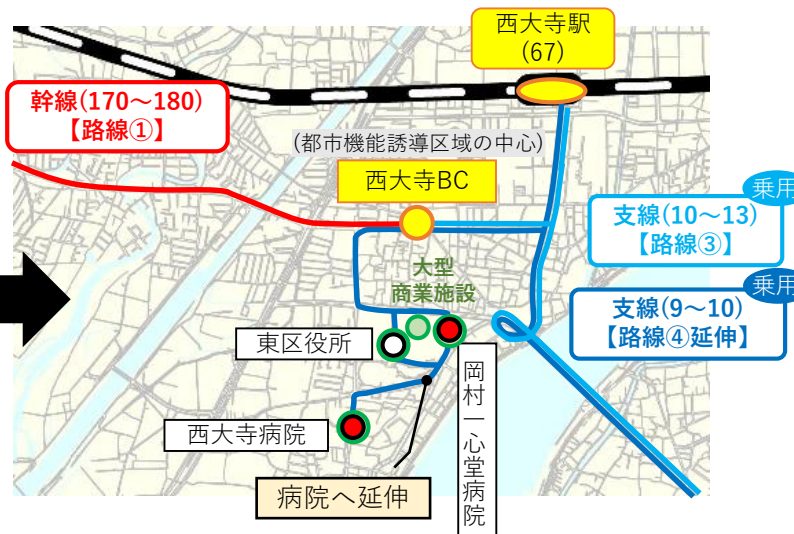 西大寺駅
(67)
幹線(170～180)
【路線①】
(都市機能誘導区域の中心)
西大寺BC
乗用
支線(10～13)
【路線③】
大型
商業施設
乗用
支線(9～10)
【路線④延伸】
東区役所
岡村一心堂病院
西大寺病院
病院へ延伸